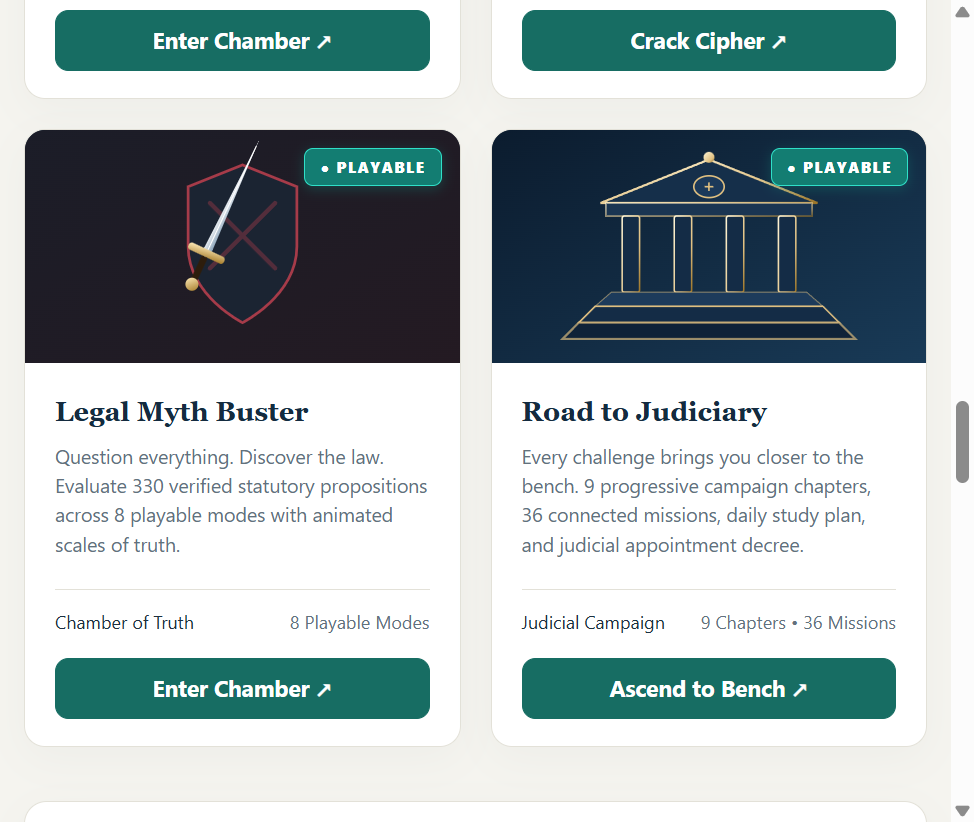 Enter Chamber ↗
Crack Cipher ↗
• PLAYABLE
• PLAYABLE
Legal Myth Buster
Question everything. Discover the law.
Evaluate 330 verified statutory propositions
across 8 playable modes with animated
scales of truth.
Chamber of Truth
8 Playable Modes
Enter Chamber ↗
Road to Judiciary
Every challenge brings you closer to the
bench. 9 progressive campaign chapters,
36 connected missions, daily study plan,
and judicial appointment decree.
Judicial Campaign
9 Chapters • 36 Missions
Ascend to Bench ↗